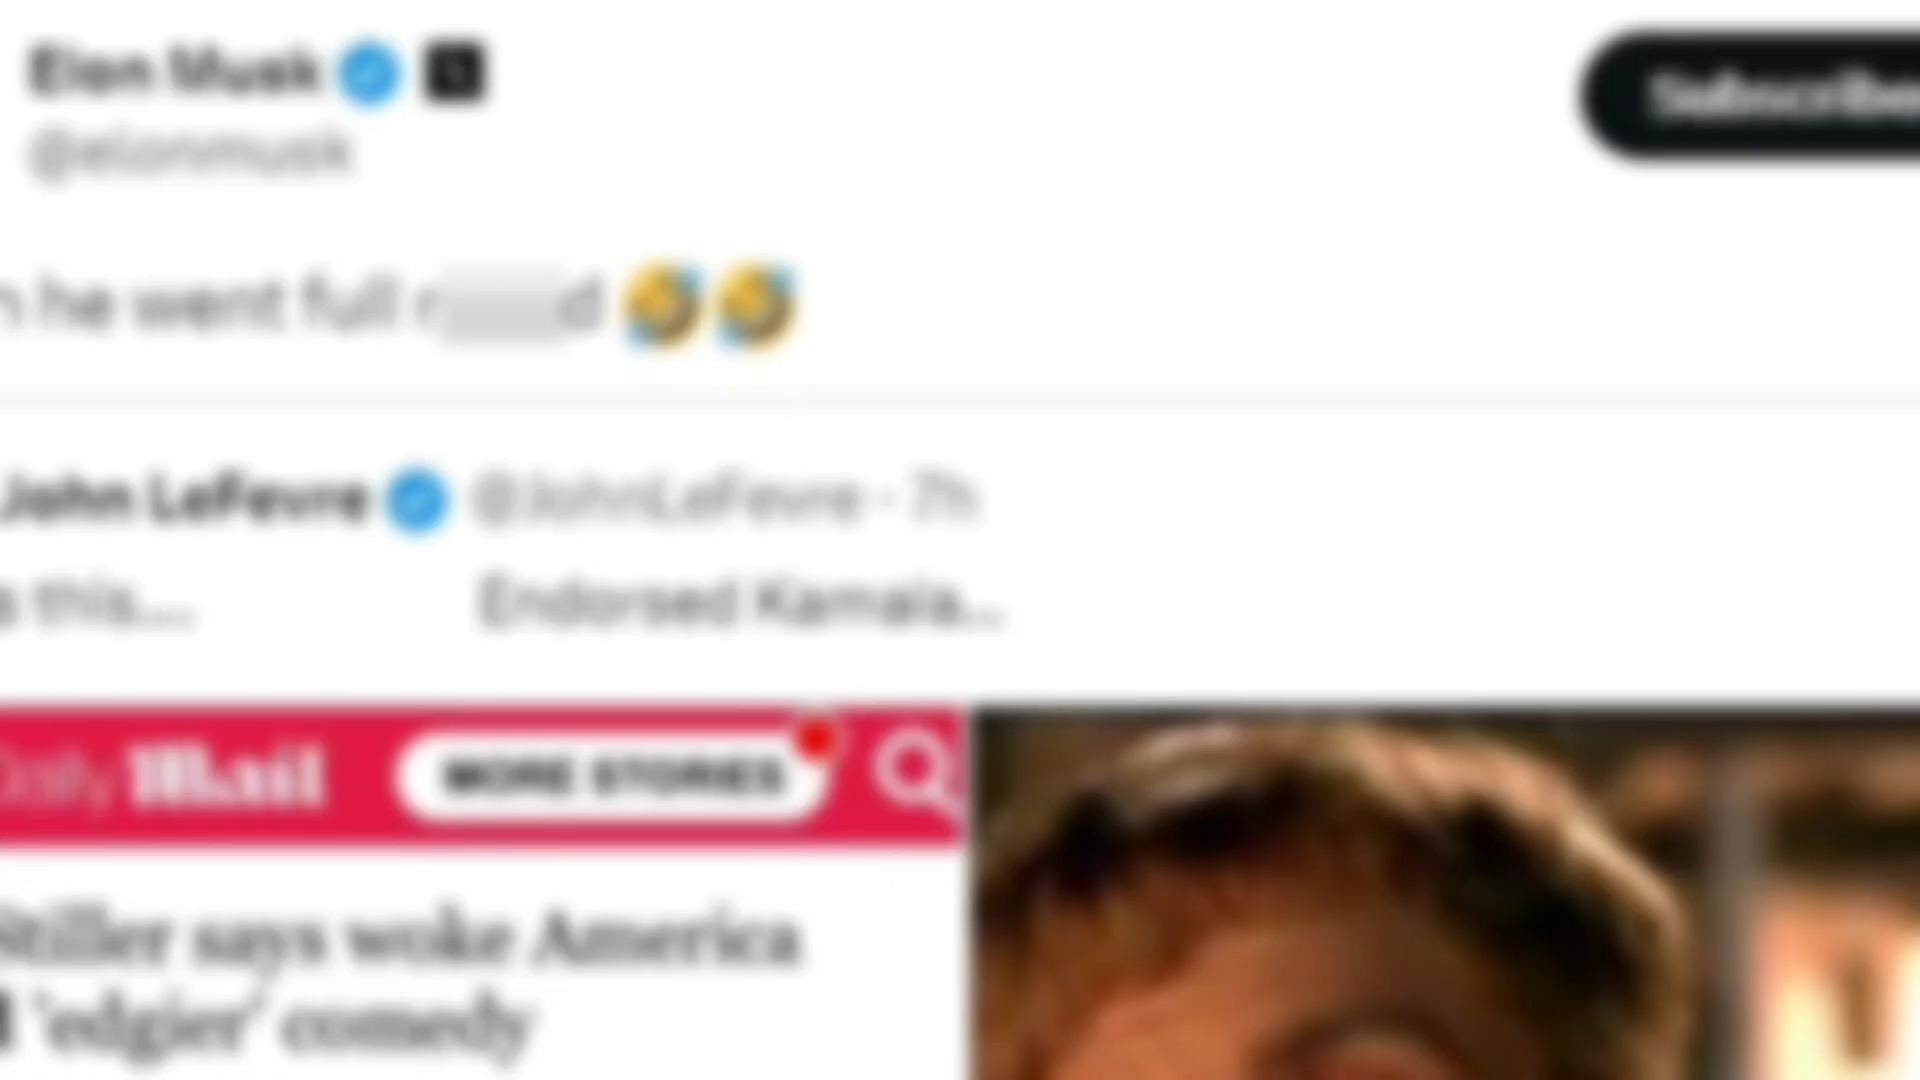 Elon Musk
@elonmusk
Subscribe
he went full r d 🤣🤣
John LeFevre @JohnLeFevre · 7h
this.... Endorsed Kamala...
Daily Mail MORE STORIES
Stiller says woke America
'edgier' comedy